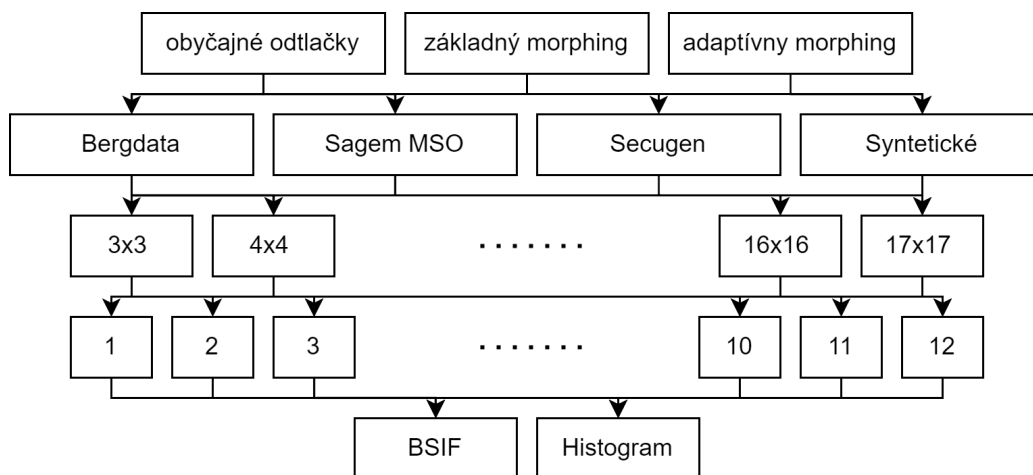 obyčajné odtlačky základný morphing adaptívny morphing
Bergdata Sagem MSO Secugen Syntetické
3x3 4x4 ....... 16x16 17x17
1 2 3 ....... 10 11 12
BSIF Histogram